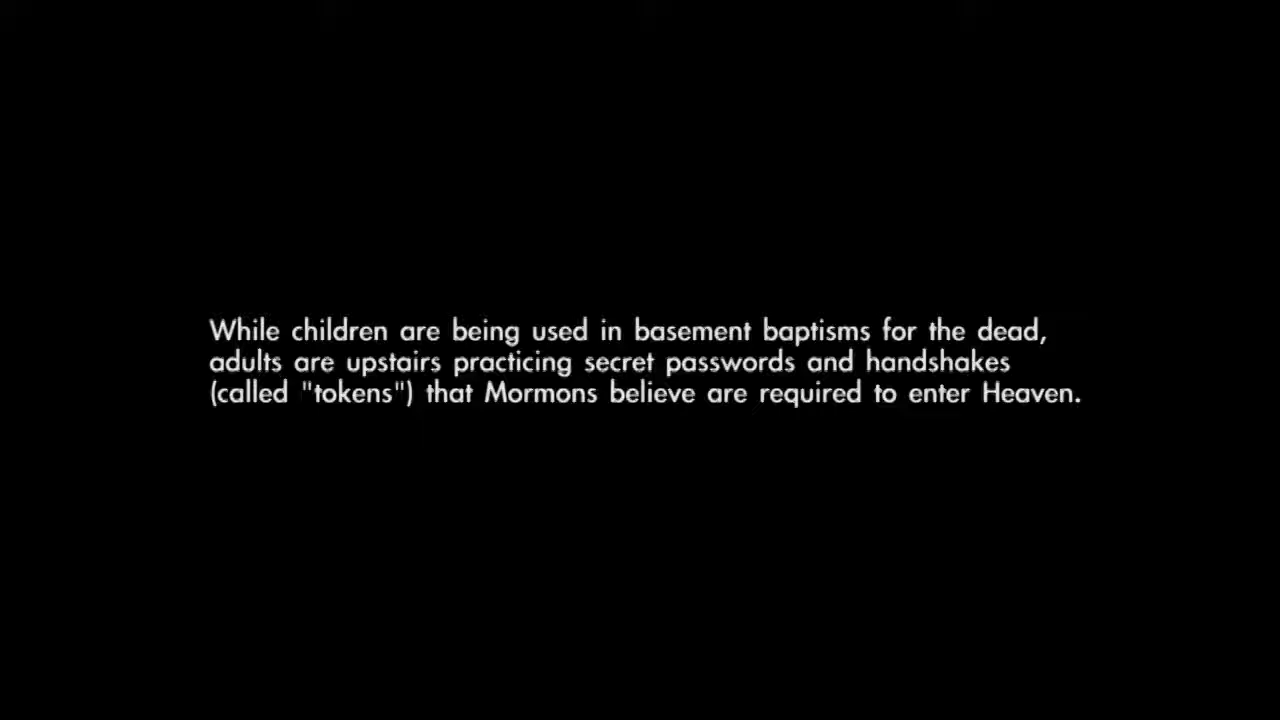 While children are being used in basement baptisms for the dead,
adults are upstairs practicing secret passwords and handshakes
(called "tokens") that Mormons believe are required to enter Heaven.